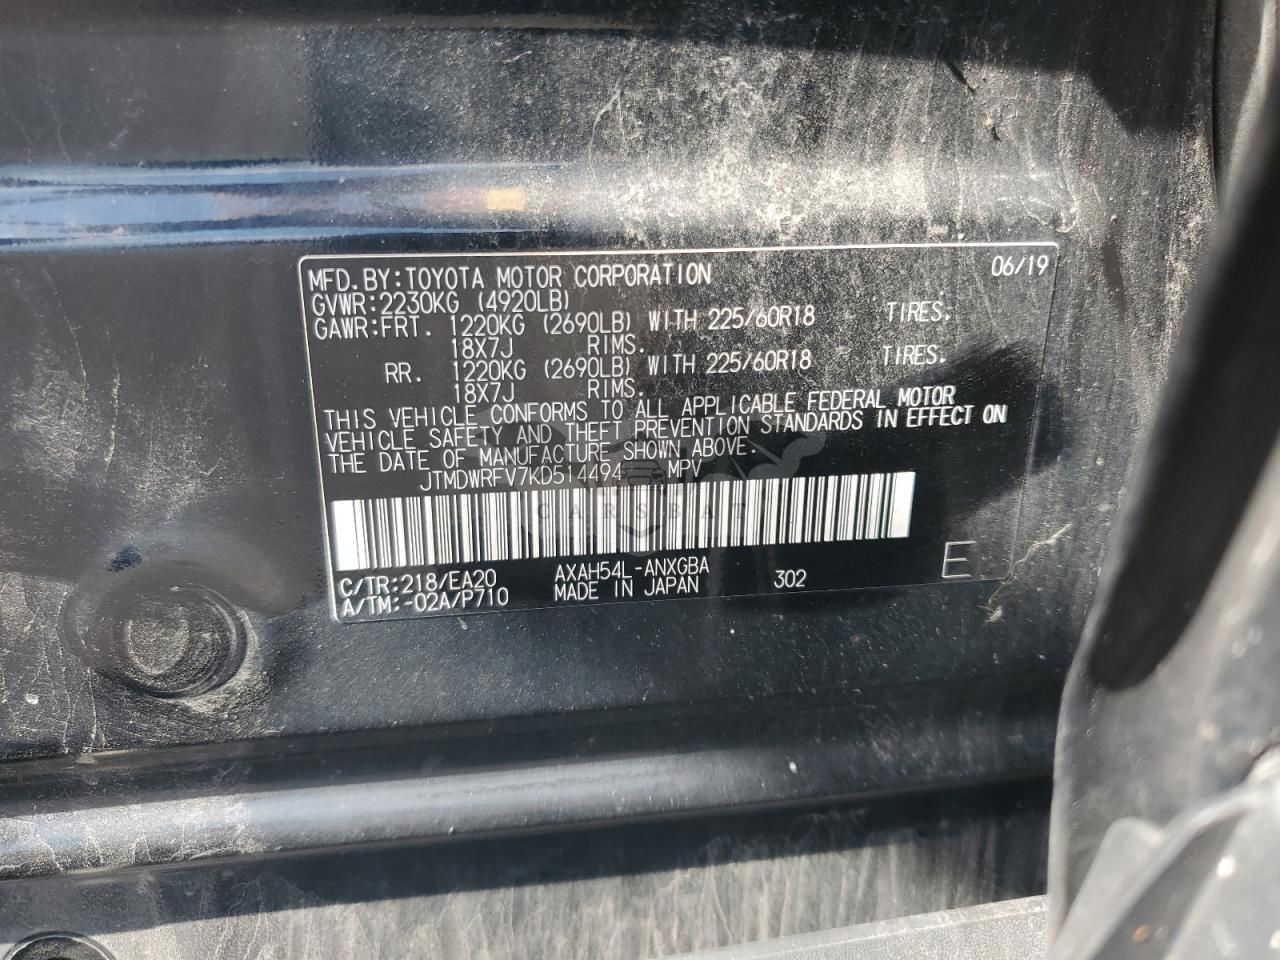 MFD.BY:TOYOTA MOTOR CORPORATION 06/19
GVWR:2230KG (4920LB)
GAWR:FRT. 1220KG (2690LB) WITH 225/60R18 TIRES.
18X7J RIMS.
RR. 1220KG (2690LB) WITH 225/60R18 TIRES.
18X7J RIMS.
THIS VEHICLE CONFORMS TO ALL APPLICABLE FEDERAL MOTOR
VEHICLE SAFETY AND THEFT PREVENTION STANDARDS IN EFFECT ON
THE DATE OF MANUFACTURE SHOWN ABOVE.
JTMDWRFV7KD514494 MPV
CARSBAT
C/TR:218/EA20 AXAH54L-ANXGBA
A/TM:-02A/P710 MADE IN JAPAN 302 E